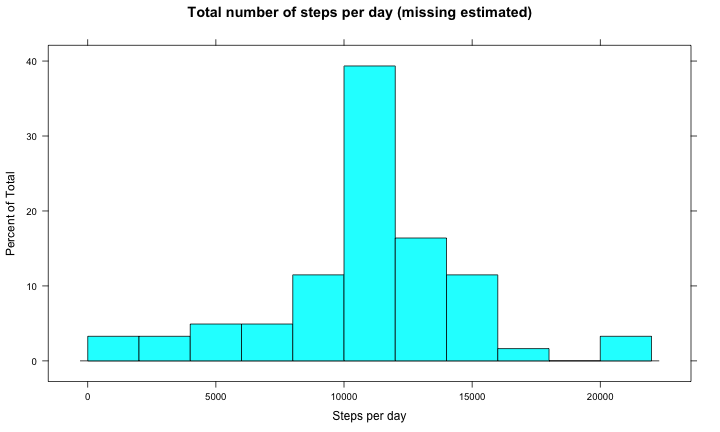 Total number of steps per day (missing estimated)
Percent of Total
40
30
20
10
0
0 5000 10000 15000 20000
Steps per day